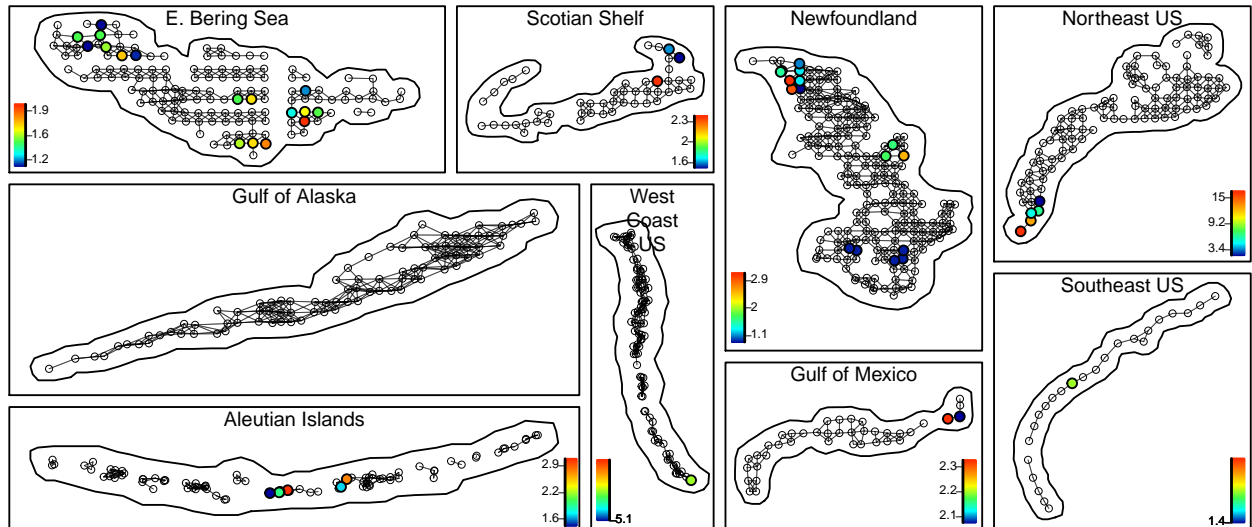 E. Bering Sea
1.9
1.6
1.2
Scotian Shelf
2.3
2
1.6
Newfoundland
2.9
2
1.1
Northeast US
15
9.2
3.4
Gulf of Alaska
West
Coast
US
5.1
Southeast US
1.4
Gulf of Mexico
2.3
2.2
2.1
Aleutian Islands
2.9
2.2
1.6